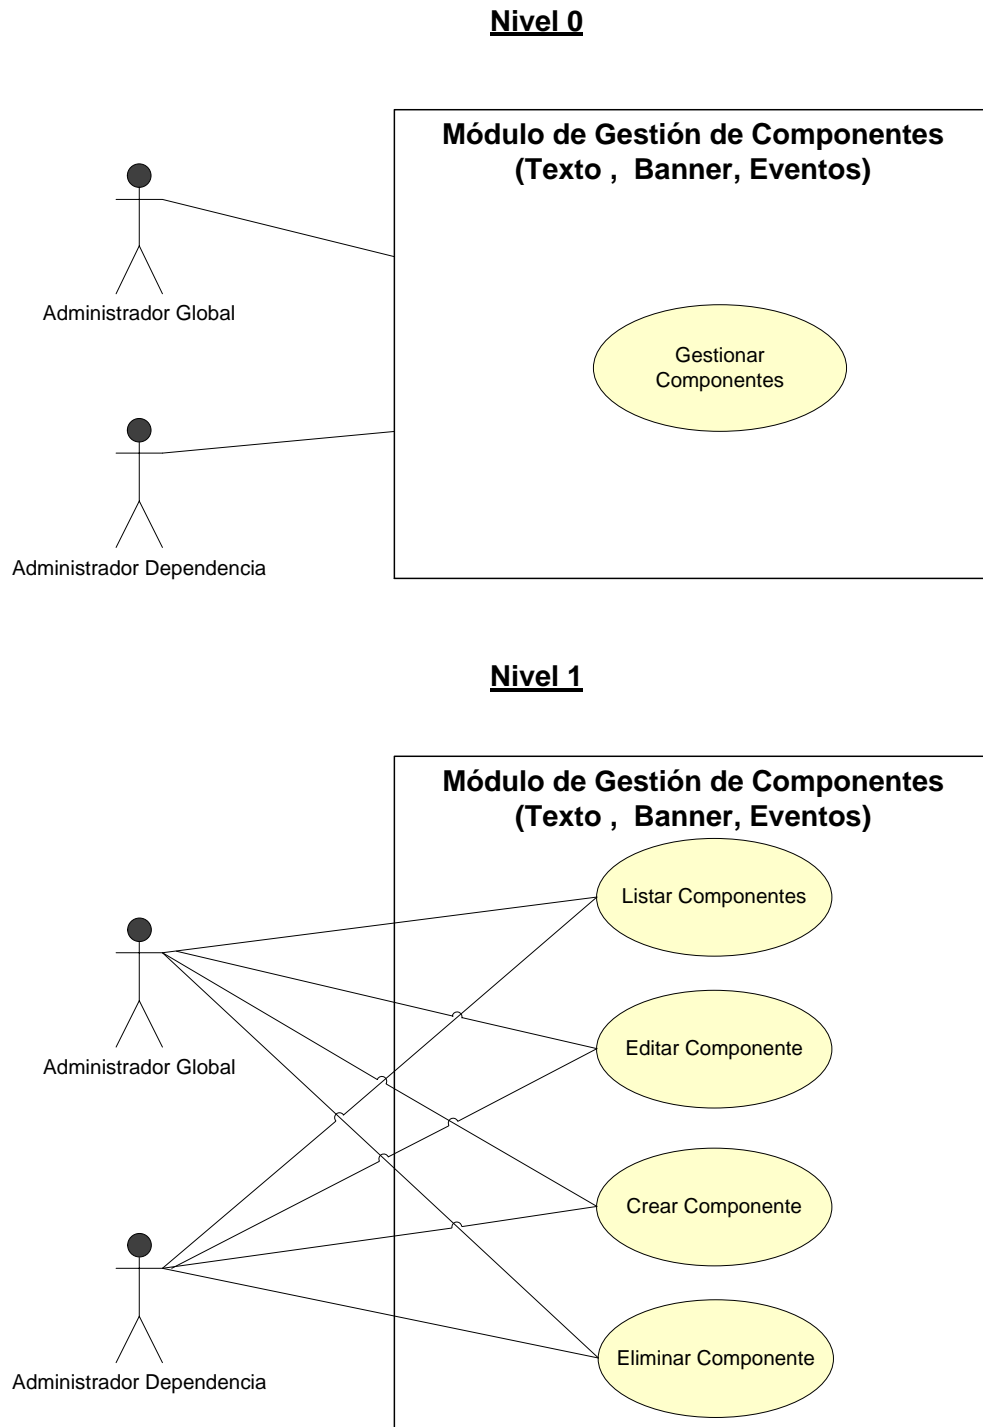 Nivel 0
Módulo de Gestión de Componentes
(Texto ,  Banner, Eventos)
Administrador Global
Gestionar
Componentes
Administrador Dependencia
Nivel 1
Módulo de Gestión de Componentes
(Texto ,  Banner, Eventos)
Listar Componentes
Editar Componente
Administrador Global
Crear Componente
Eliminar Componente
Administrador Dependencia